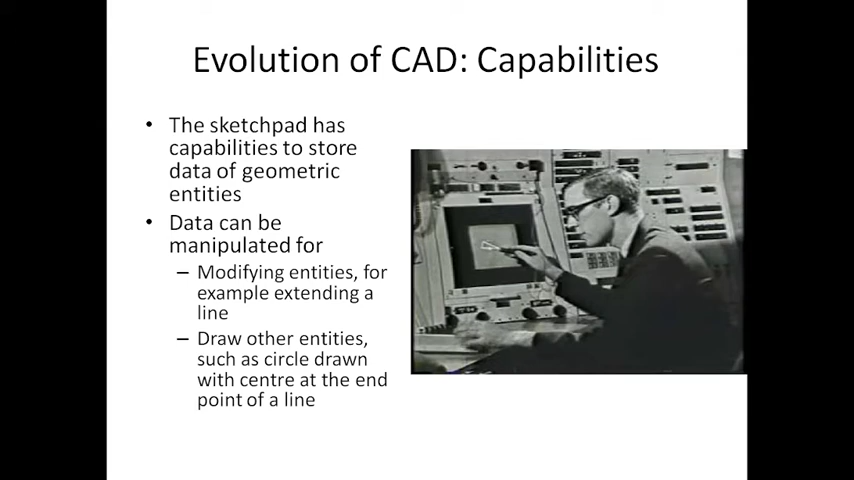 Evolution of CAD: Capabilities
• The sketchpad has
capabilities to store
data of geometric
entities
• Data can be
manipulated for
– Modifying entities, for
example extending a
line
– Draw other entities,
such as circle drawn
with centre at the end
point of a line